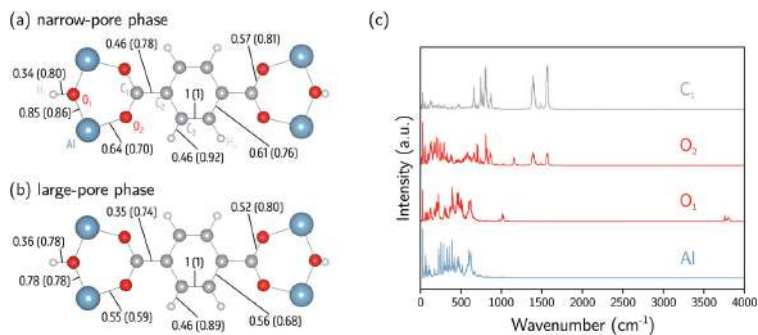 (a) narrow-pore phase
0.46 (0.78)
0.57 (0.81)
0.34 (0.80)
H₁
O₁
C₁
C₂
1 (1)
0.85 (0.86)
C₃
Al
O₂
H₃
0.64 (0.70)
0.46 (0.92)
0.61 (0.76)
(b) large-pore phase
0.35 (0.74)
0.52 (0.80)
0.36 (0.78)
1 (1)
0.78 (0.78)
0.55 (0.59)
0.46 (0.89)
0.56 (0.68)
(c)
C₁
O₂
O₁
Al
Intensity (a.u.)
0 500 1000 1500 2000 2500 3000 3500 4000
Wavenumber (cm⁻¹)